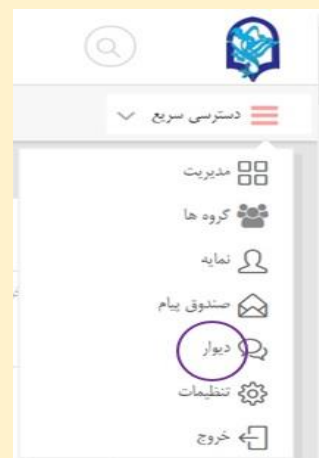 دسترسی سریع
مدیریت
گروه ها
نمایه
صندوق پیام
دیوار
تنظیمات
خروج